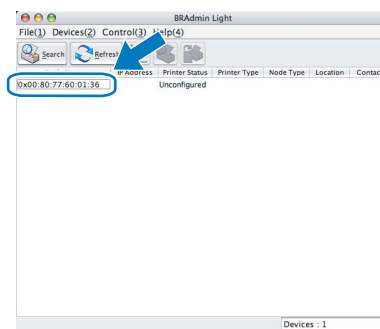 BRAdmin Light
File(1) Devices(2) Control(3) Help(4)
Search Refresh
IP Address Printer Status Printer Type Node Type Location Contac
0x00:80:77:60:01:36 Unconfigured
Devices : 1